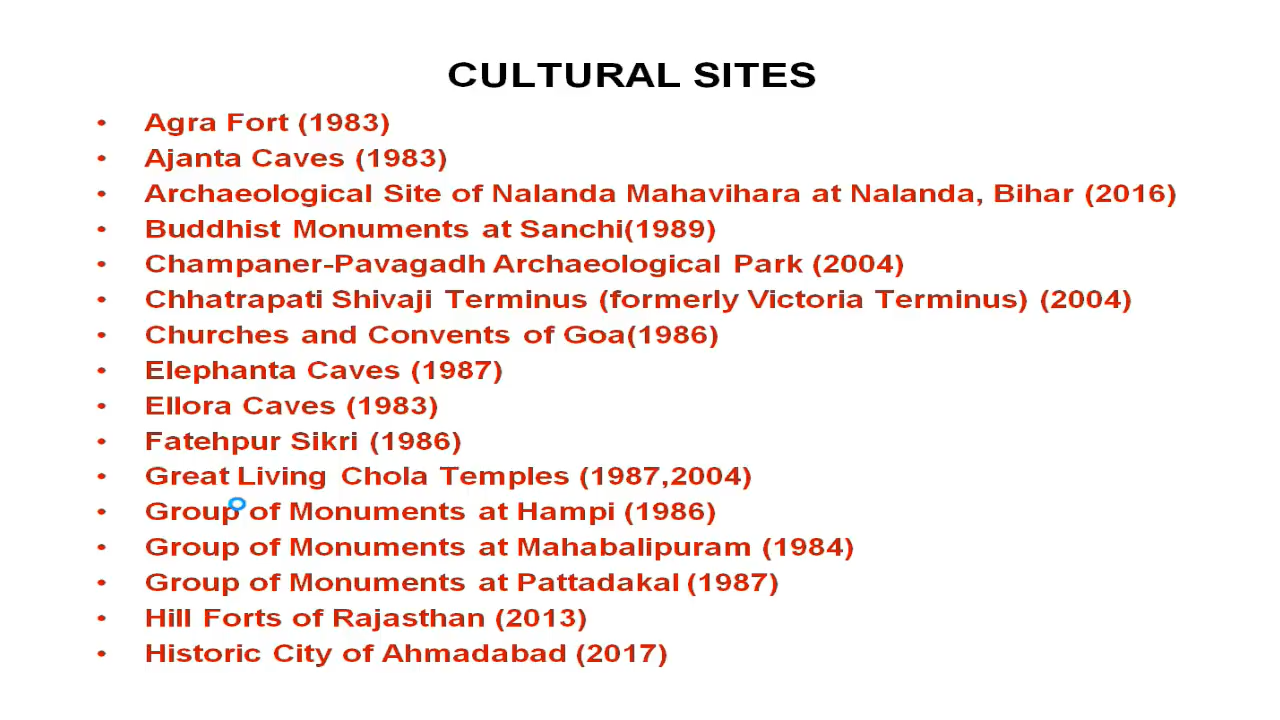 CULTURAL SITES
• Agra Fort (1983)
• Ajanta Caves (1983)
• Archaeological Site of Nalanda Mahavihara at Nalanda, Bihar (2016)
• Buddhist Monuments at Sanchi(1989)
• Champaner-Pavagadh Archaeological Park (2004)
• Chhatrapati Shivaji Terminus (formerly Victoria Terminus) (2004)
• Churches and Convents of Goa(1986)
• Elephanta Caves (1987)
• Ellora Caves (1983)
• Fatehpur Sikri (1986)
• Great Living Chola Temples (1987,2004)
• Group of Monuments at Hampi (1986)
• Group of Monuments at Mahabalipuram (1984)
• Group of Monuments at Pattadakal (1987)
• Hill Forts of Rajasthan (2013)
• Historic City of Ahmadabad (2017)